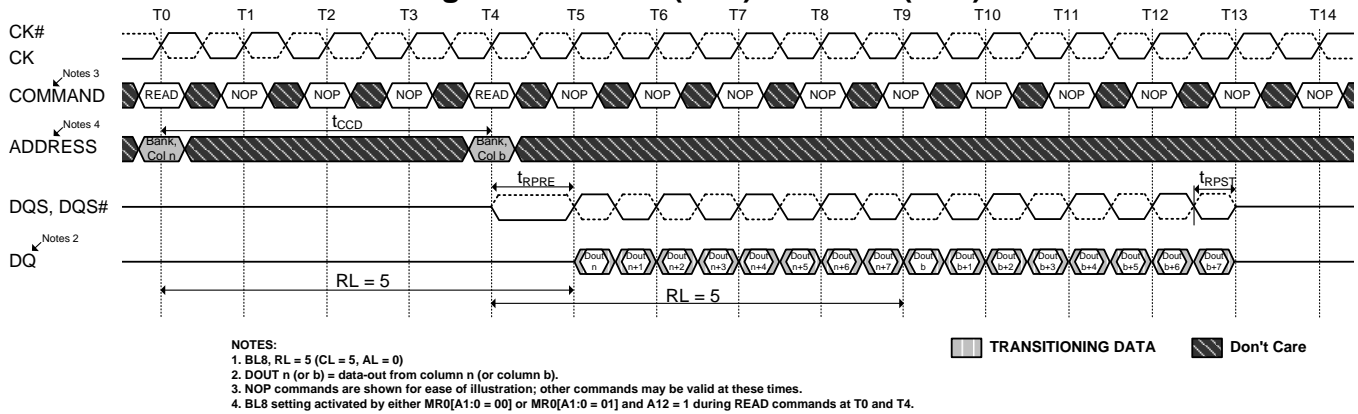 T0 T1 T2 T3 T4 T5 T6 T7 T8 T9 T10 T11 T12 T13 T14
CK#
CK
Notes 3
COMMAND READ NOP NOP NOP READ NOP NOP NOP NOP NOP NOP NOP NOP NOP NOP
Notes 4
tCCD
ADDRESS Bank, Col n Bank, Col b
tRPRE tRPST
DQS, DQS#
Notes 2
DQ Dout n Dout n+1 Dout n+2 Dout n+3 Dout n+4 Dout n+5 Dout n+6 Dout n+7 Dout b Dout b+1 Dout b+2 Dout b+3 Dout b+4 Dout b+5 Dout b+6 Dout b+7
RL = 5 RL = 5
NOTES:
1. BL8, RL = 5 (CL = 5, AL = 0)
2. DOUT n (or b) = data-out from column n (or column b).
3. NOP commands are shown for ease of illustration; other commands may be valid at these times.
4. BL8 setting activated by either MR0[A1:0 = 00] or MR0[A1:0 = 01] and A12 = 1 during READ commands at T0 and T4.
TRANSITIONING DATA Don't Care